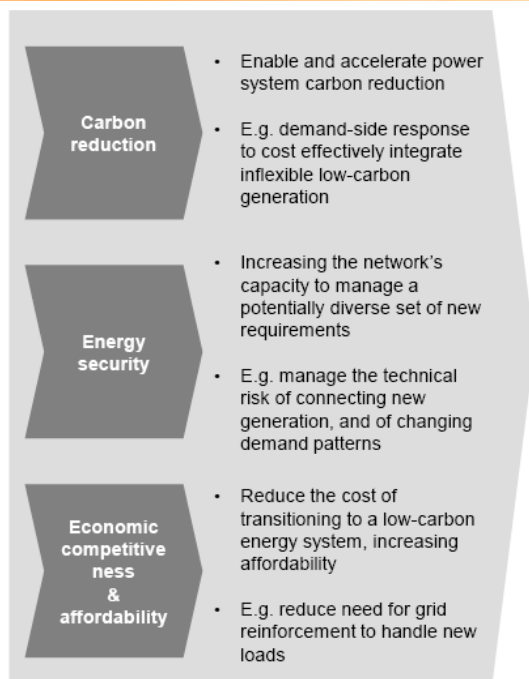 Carbon
reduction
• Enable and accelerate power
system carbon reduction
• E.g. demand-side response
to cost effectively integrate
inflexible low-carbon
generation
Energy
security
• Increasing the network's
capacity to manage a
potentially diverse set of new
requirements
• E.g. manage the technical
risk of connecting new
generation, and of changing
demand patterns
Economic
competitive
ness
&
affordability
• Reduce the cost of
transitioning to a low-carbon
energy system, increasing
affordability
• E.g. reduce need for grid
reinforcement to handle new
loads